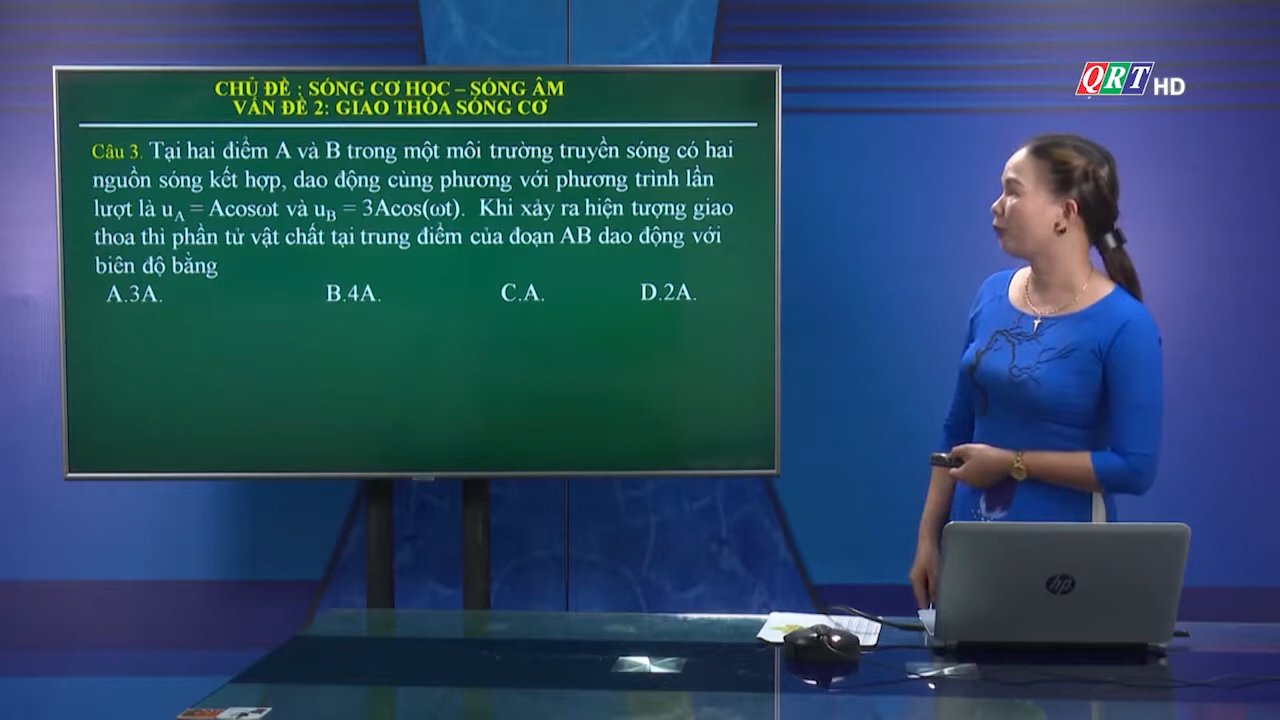 QRT HD
CHỦ ĐỀ : SÓNG CƠ HỌC – SÓNG ÂM
VẤN ĐỀ 2: GIAO THOA SÓNG CƠ
Câu 3. Tại hai điểm A và B trong một môi trường truyền sóng có hai
nguồn sóng kết hợp, dao động cùng phương với phương trình lần
lượt là uA = Acosωt và uB = 3Acos(ωt). Khi xảy ra hiện tượng giao
thoa thì phần tử vật chất tại trung điểm của đoạn AB dao động với
biên độ bằng
A.3A. B.4A. C.A. D.2A.
hp